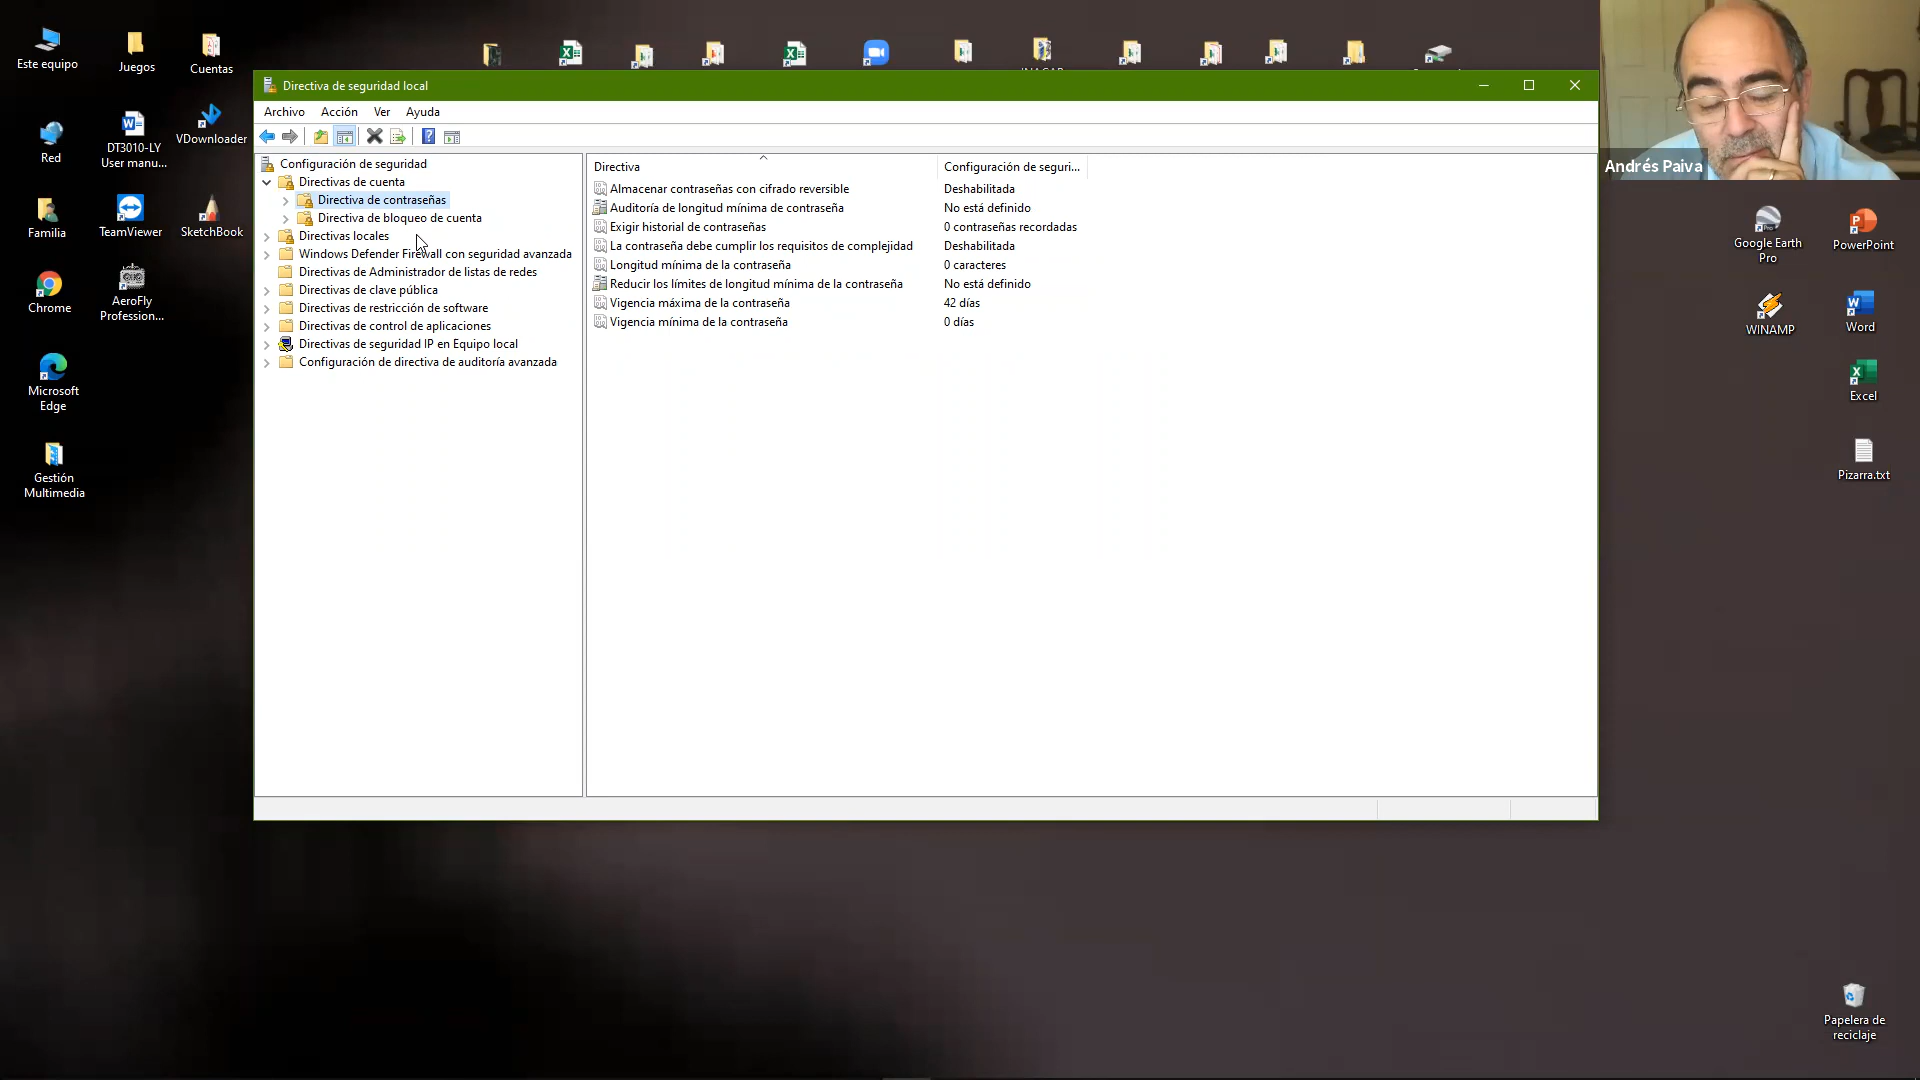 Este equipo
Juegos
Cuentas
Red
DT3010-LY
User manu...
VDownloader
Familia
TeamViewer
SketchBook
Chrome
AeroFly
Profession...
Microsoft
Edge
Gestión
Multimedia
Directiva de seguridad local
Archivo Acción Ver Ayuda
Configuración de seguridad
Directivas de cuenta
Directiva de contraseñas
Directiva de bloqueo de cuenta
Directivas locales
Windows Defender Firewall con seguridad avanzada
Directivas de Administrador de listas de redes
Directivas de clave pública
Directivas de restricción de software
Directivas de control de aplicaciones
Directivas de seguridad IP en Equipo local
Configuración de directiva de auditoría avanzada
Directiva Configuración de seguri...
Almacenar contraseñas con cifrado reversible Deshabilitada
Auditoría de longitud mínima de contraseña No está definido
Exigir historial de contraseñas 0 contraseñas recordadas
La contraseña debe cumplir los requisitos de complejidad Deshabilitada
Longitud mínima de la contraseña 0 caracteres
Reducir los límites de longitud mínima de la contraseña No está definido
Vigencia máxima de la contraseña 42 días
Vigencia mínima de la contraseña 0 días
Andrés Paiva
Google Earth
Pro
PowerPoint
WINAMP
Word
Excel
Pizarra.txt
Papelera de
reciclaje